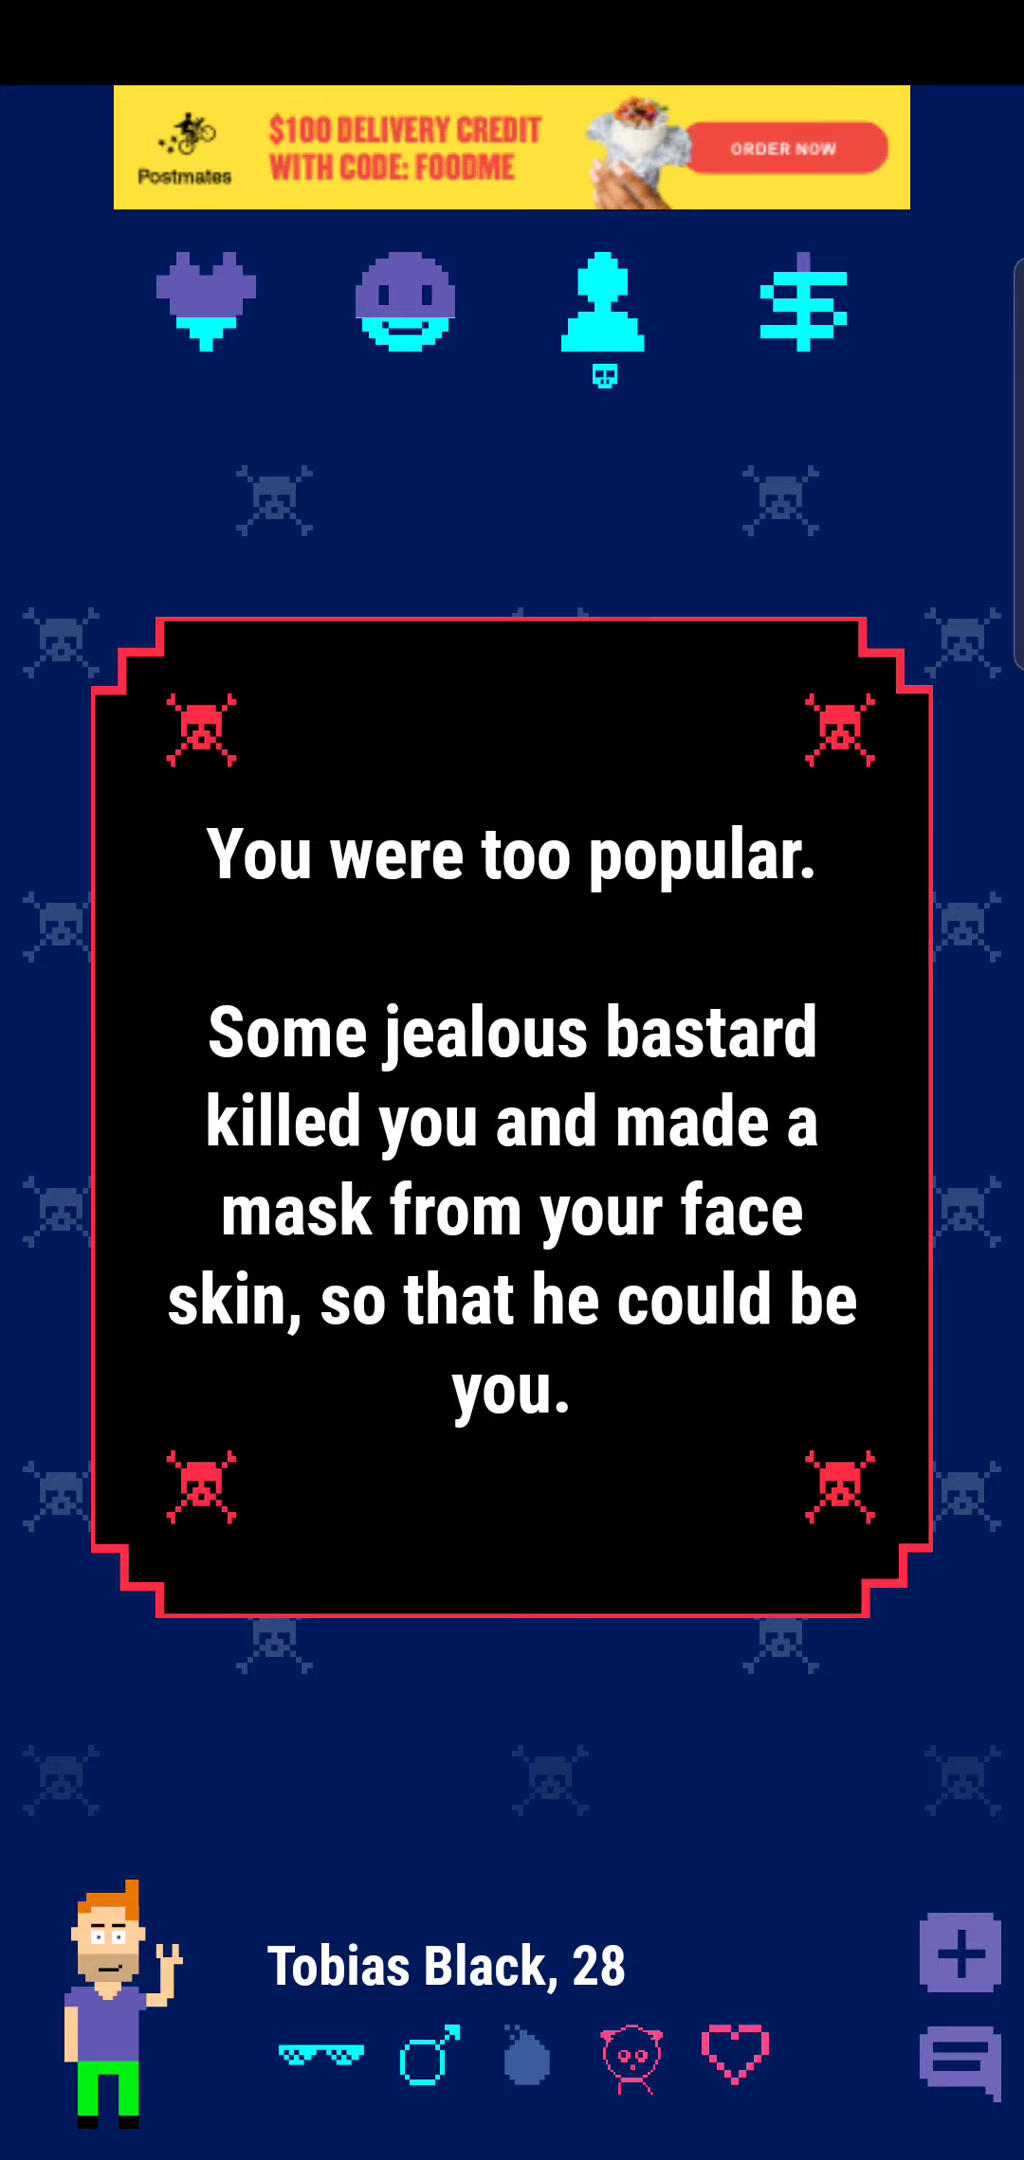 Postmates
$100 DELIVERY CREDIT
WITH CODE: FOODME
ORDER NOW
You were too popular.
Some jealous bastard
killed you and made a
mask from your face
skin, so that he could be
you.
Tobias Black, 28